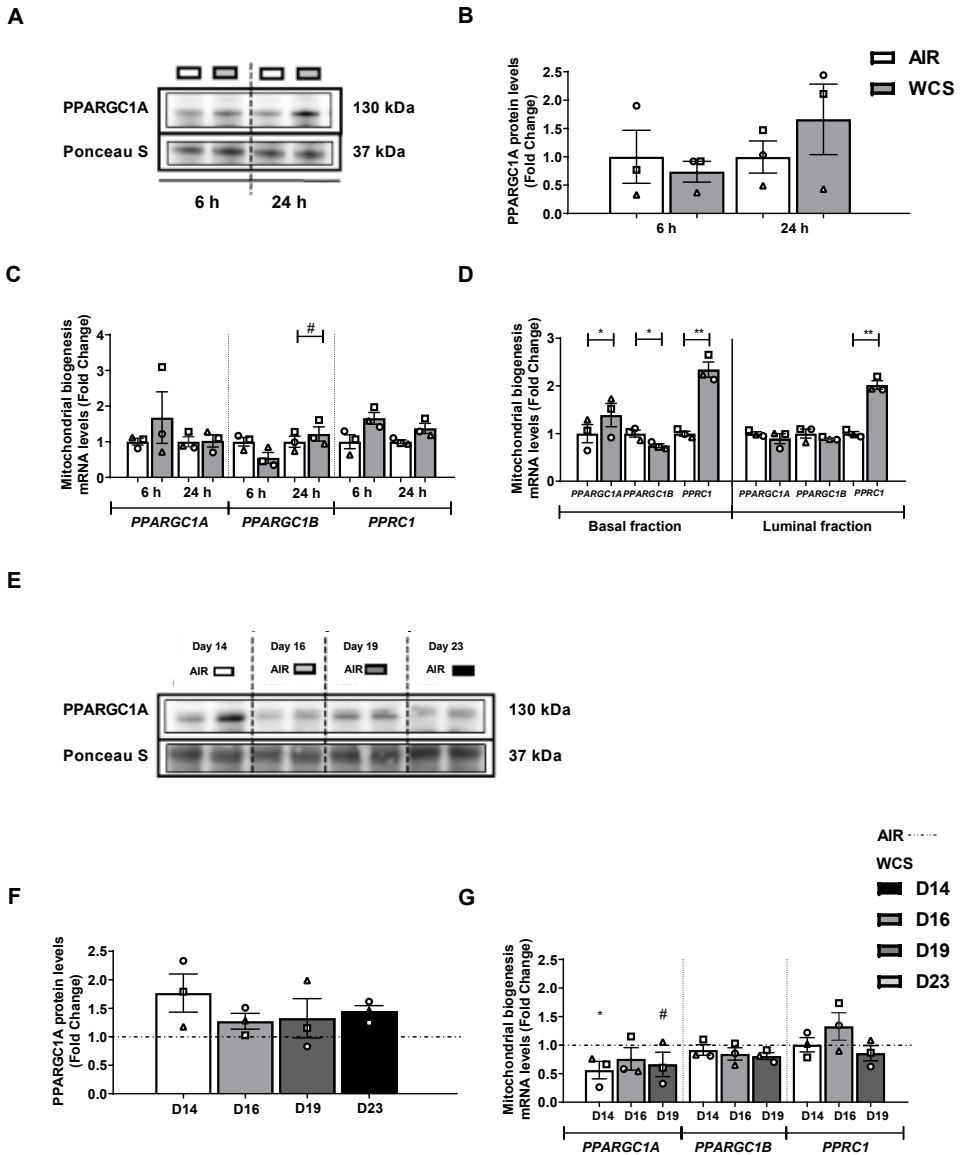 A
PPARGC1A
130 kDa
Ponceau S
37 kDa
6 h
24 h
B
PPARGC1A protein levels
(Fold Change)
2.5
2.0
1.5
1.0
0.5
0.0
6 h
24 h
AIR
WCS
C
Mitochondrial biogenesis
mRNA levels (Fold Change)
4
3
2
1
0
#
6 h 24 h 6 h 24 h 6 h 24 h
PPARGC1A PPARGC1B PPRC1
D
Mitochondrial biogenesis
mRNA levels (Fold Change)
3
2
1
0
* * ** **
PPARGC1A PPARGC1B PPRC1 PPARGC1A PPARGC1B PPRC1
Basal fraction Luminal fraction
E
Day 14 Day 16 Day 19 Day 23
AIR AIR AIR AIR
PPARGC1A
130 kDa
Ponceau S
37 kDa
F
PPARGC1A protein levels
(Fold Change)
2.5
2.0
1.5
1.0
0.5
0.0
D14 D16 D19 D23
G
Mitochondrial biogenesis
mRNA levels (Fold Change)
2.5
2.0
1.5
1.0
0.5
0.0
* #
D14 D16 D19 D14 D16 D19 D14 D16 D19
PPARGC1A PPARGC1B PPRC1
AIR
WCS
D14
D16
D19
D23